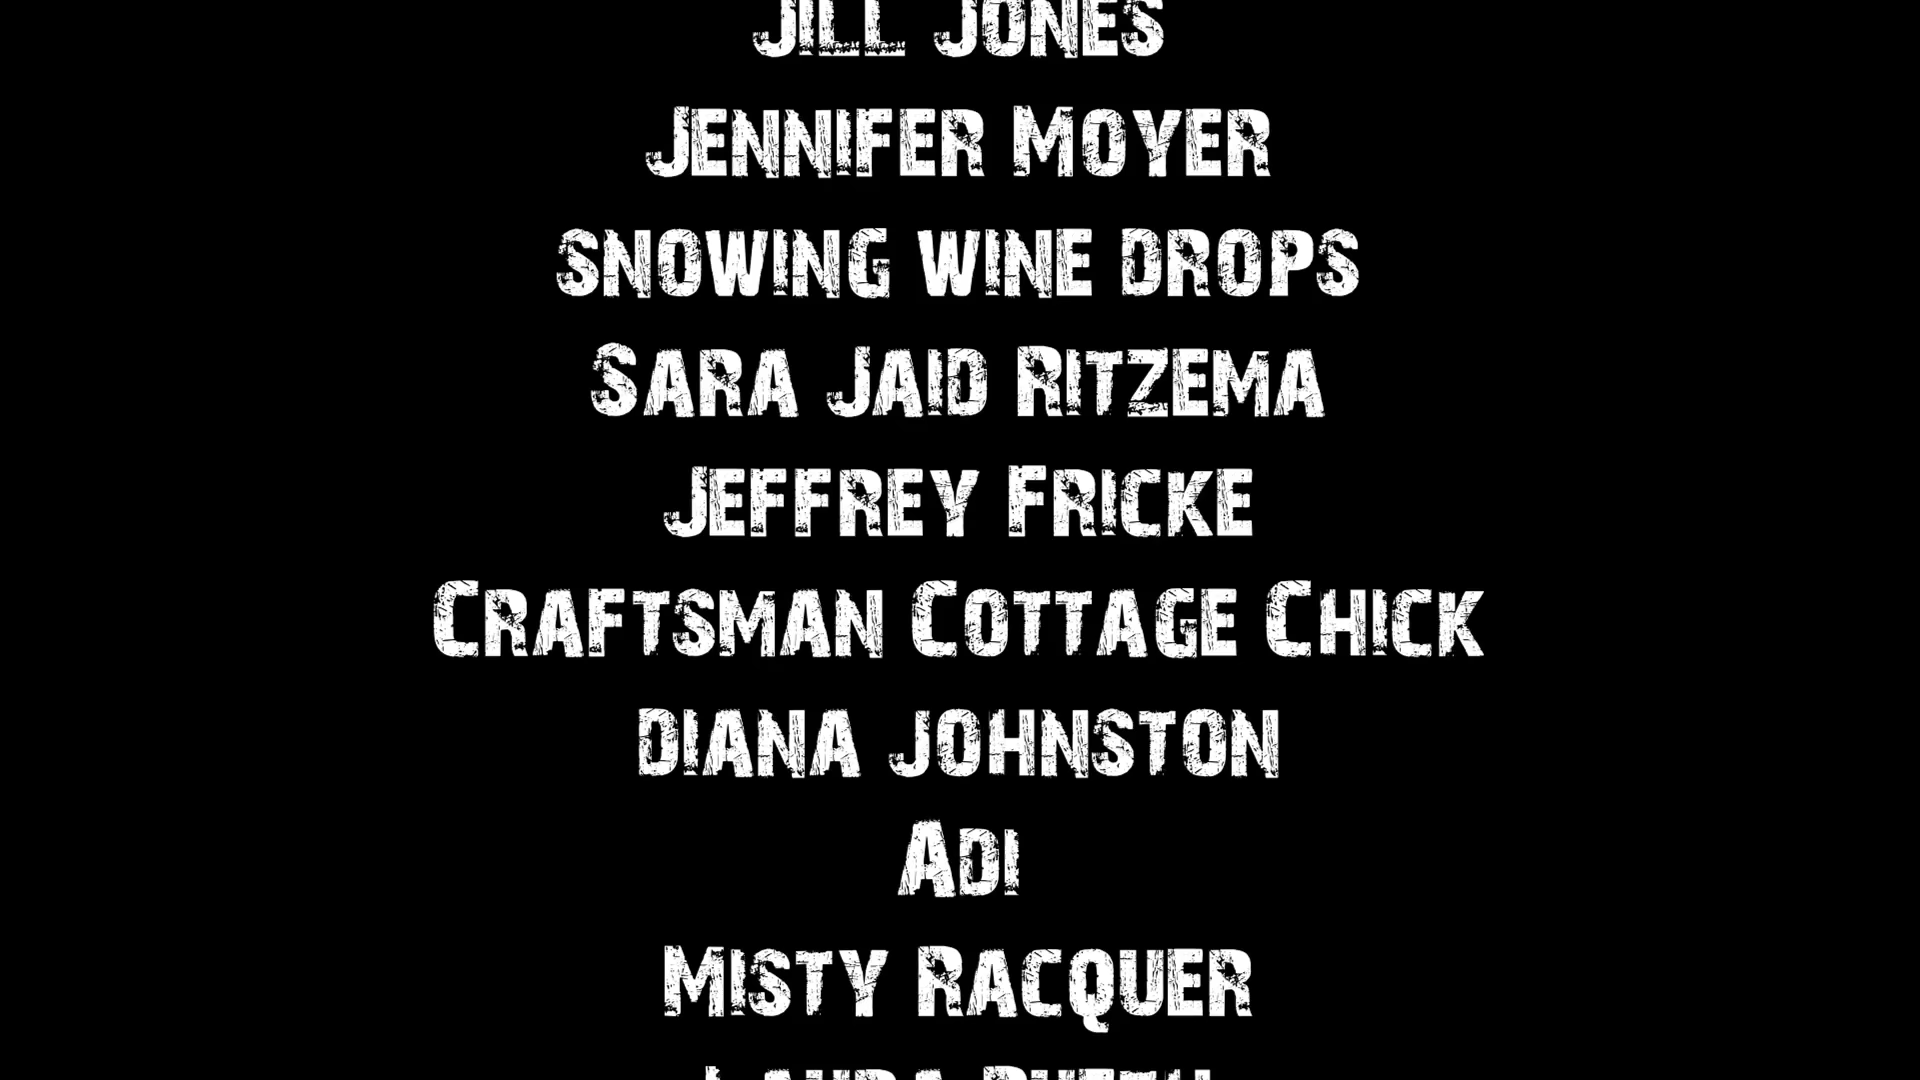 Jill Jones
Jennifer Moyer
snowing wine drops
Sara Jaid Ritzema
Jeffrey Fricke
Craftsman Cottage Chick
diana johnston
Adi
Misty Racquer
Laura